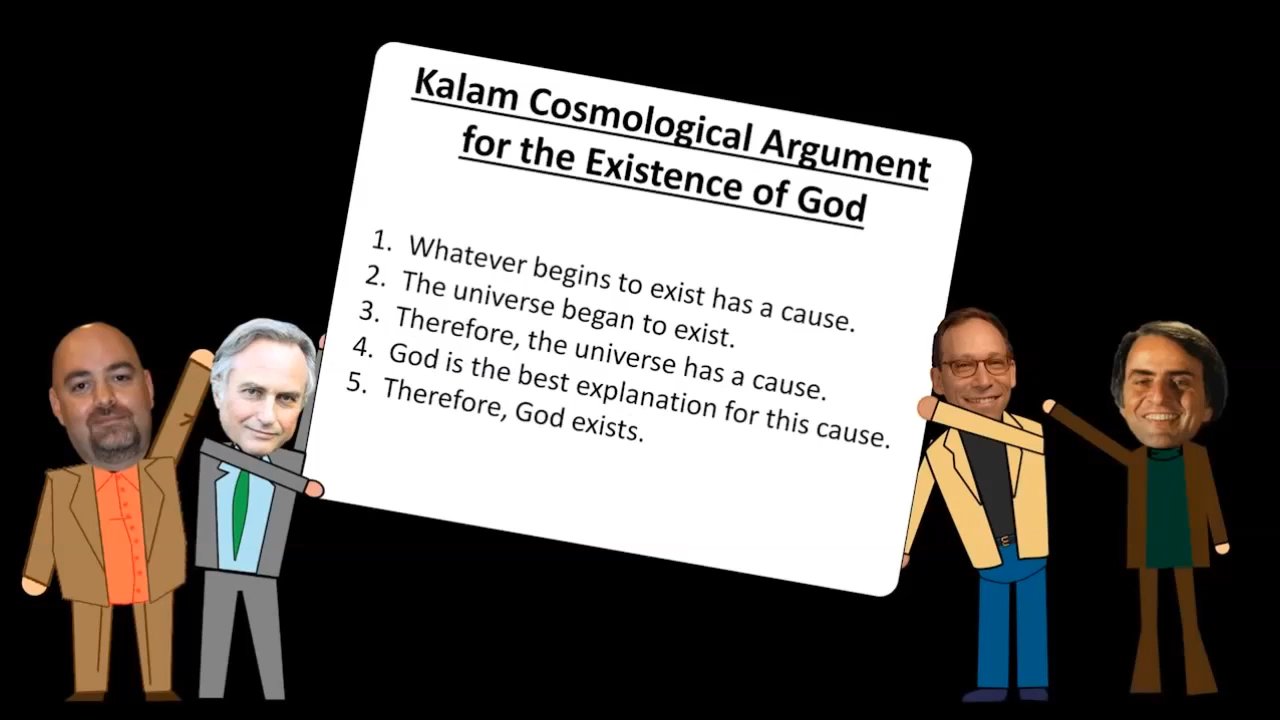 Kalam Cosmological Argument
for the Existence of God
1. Whatever begins to exist has a cause.
2. The universe began to exist.
3. Therefore, the universe has a cause.
4. God is the best explanation for this cause.
5. Therefore, God exists.